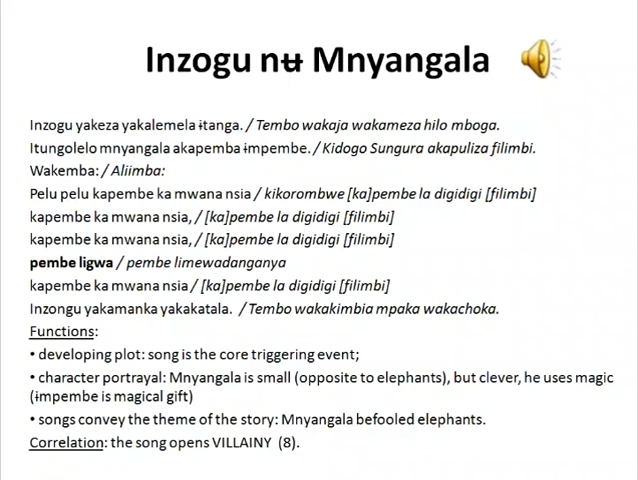 Inzogu nʉ Mnyangala
Inzogu yakeza yakalemela ɨtanga. / Tembo wakaja wakameza hilo mboga.
Itungolelo mnyangala akapemba ɨmpembe. / Kidogo Sungura akapuliza filimbi.
Wakemba: / Aliimba:
Pelu pelu kapembe ka mwana nsia / kikorombwe [ka]pembe la digidigi [filimbi]
kapembe ka mwana nsia, / [ka]pembe la digidigi [filimbi]
kapembe ka mwana nsia, / [ka]pembe la digidigi [filimbi]
pembe ligwa / pembe limewadanganya
kapembe ka mwana nsia / [ka]pembe la digidigi [filimbi]
Inzongu yakamanka yakakatala. / Tembo wakakimbia mpaka wakachoka.
Functions:
• developing plot: song is the core triggering event;
• character portrayal: Mnyangala is small (opposite to elephants), but clever, he uses magic
(ɨmpembe is magical gift)
• songs convey the theme of the story: Mnyangala befooled elephants.
Correlation: the song opens VILLAINY (8).